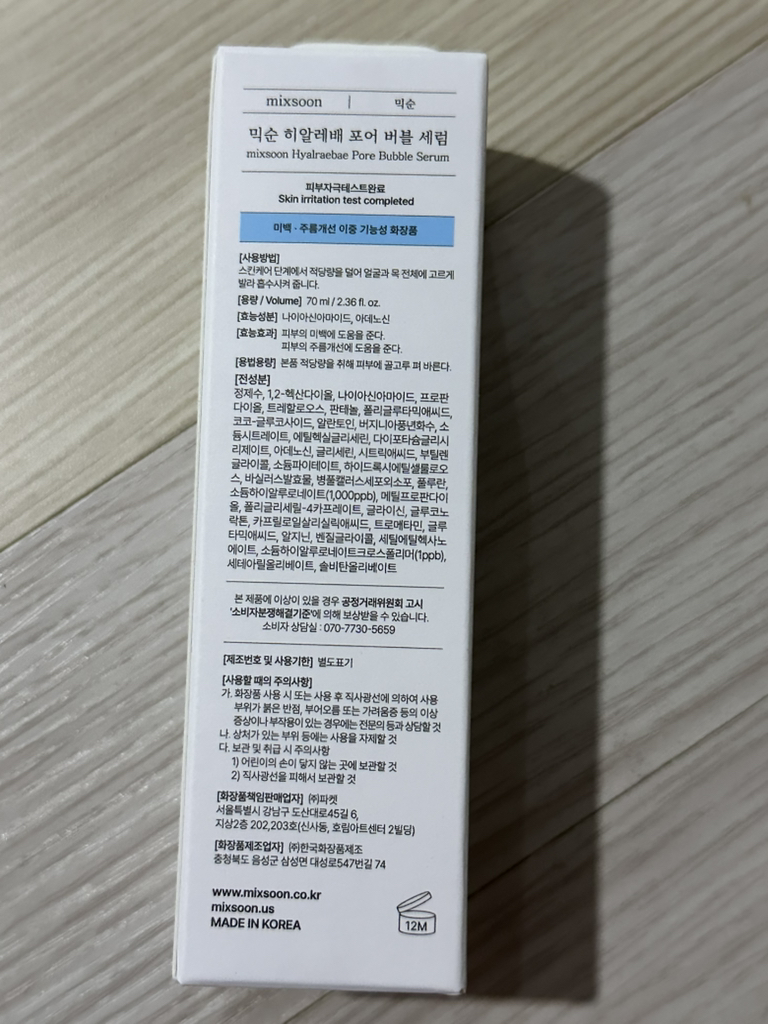 mixsoon | 믹순
믹순 히알레배 포어 버블 세럼
mixsoon Hyalraebae Pore Bubble Serum
피부자극테스트완료
Skin irritation test completed
미백 · 주름개선 이중 기능성 화장품
[사용방법]
스킨케어 단계에서 적당량을 덜어 얼굴과 목 전체에 고르게
발라 흡수시켜 줍니다.
[용량 / Volume] 70 ml / 2.36 fl. oz.
[효능성분] 나이아신아마이드, 아데노신
[효능효과] 피부의 미백에 도움을 준다.
피부의 주름개선에 도움을 준다.
[용법용량] 본품 적당량을 취해 피부에 골고루 펴 바른다.
[전성분]
정제수, 1,2-헥산다이올, 나이아신아마이드, 프로판
다이올, 트레할로오스, 판테놀, 폴리글루타믹애씨드,
코코-글루코사이드, 알란토인, 버지니아풍년화수, 소
듐시트레이트, 에틸헥실글리세린, 다이포타슘글리시
리제이트, 아데노신, 글리세린, 시트릭애씨드, 부틸렌
글라이콜, 소듐파이테이트, 하이드록시에틸셀룰로오
스, 바실러스발효물, 병풀캘러스세포외소포, 풀루란,
소듐하이알루로네이트(1,000ppb), 메틸프로판다이
올, 폴리글리세릴-4카프레이트, 글라이신, 글루코노
락톤, 카프릴로일살리실릭애씨드, 트로메타민, 글루
타믹애씨드, 알지닌, 벤질글라이콜, 세틸에틸헥사노
에이트, 소듐하이알루로네이트크로스폴리머(1ppb),
세테아릴올리베이트, 솔비탄올리베이트
본 제품에 이상이 있을 경우 공정거래위원회 고시
'소비자분쟁해결기준'에 의해 보상받을 수 있습니다.
소비자 상담실 : 070-7730-5659
[제조번호 및 사용기한] 별도표기
[사용할 때의 주의사항]
가. 화장품 사용 시 또는 사용 후 직사광선에 의하여 사용
부위가 붉은 반점, 부어오름 또는 가려움증 등의 이상
증상이나 부작용이 있는 경우에는 전문의 등과 상담할 것
나. 상처가 있는 부위 등에는 사용을 자제할 것
다. 보관 및 취급 시 주의사항
1) 어린이의 손이 닿지 않는 곳에 보관할 것
2) 직사광선을 피해서 보관할 것
[화장품책임판매업자] ㈜파켓
서울특별시 강남구 도산대로45길 6,
지상2층 202,203호(신사동, 호림아트센터 2빌딩)
[화장품제조업자] ㈜한국화장품제조
충청북도 음성군 삼성면 대성로547번길 74
www.mixsoon.co.kr
mixsoon.us
MADE IN KOREA
12M